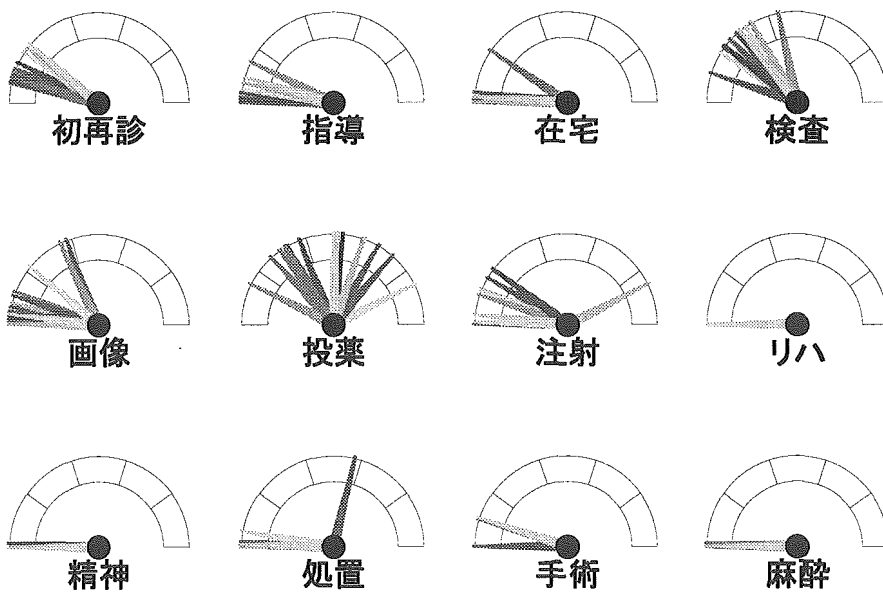 初再診 指導 在宅 検査
画像 投薬 注射 リハ
精神 処置 手術 麻酔